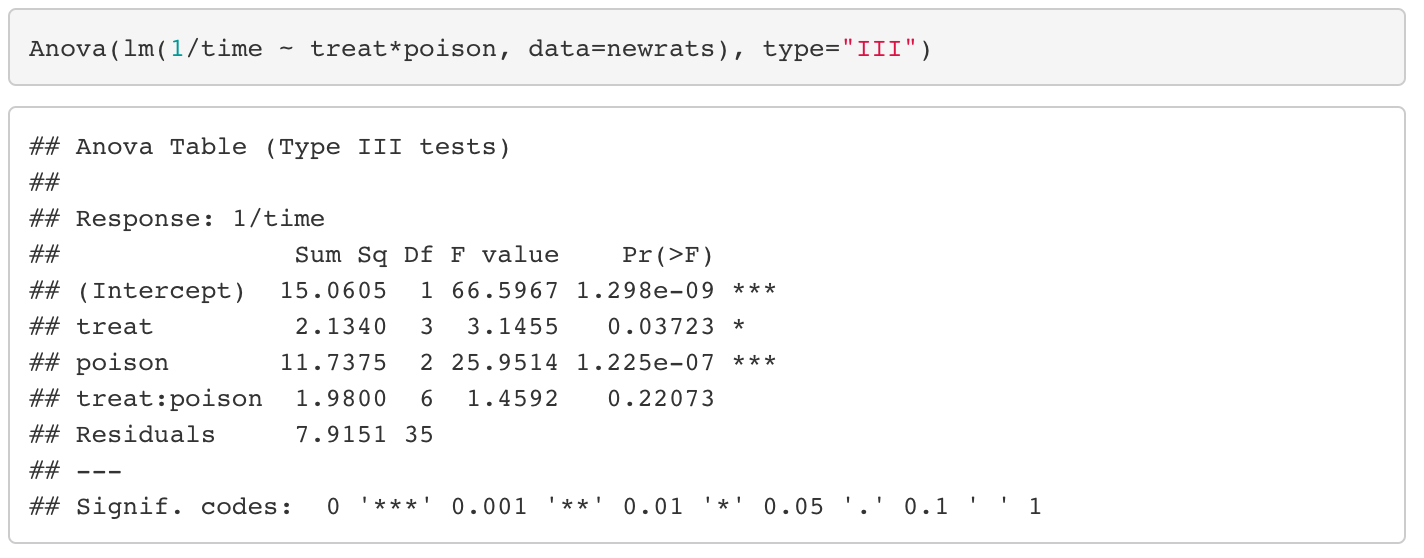 Anova(lm(1/time ~ treat*poison, data=newrats), type="III")
## Anova Table (Type III tests)
##
## Response: 1/time
##               Sum Sq Df F value    Pr(>F)
## (Intercept)  15.0605  1 66.5967 1.298e-09 ***
## treat         2.1340  3  3.1455   0.03723 *
## poison       11.7375  2 25.9514 1.225e-07 ***
## treat:poison  1.9800  6  1.4592   0.22073
## Residuals     7.9151 35
## ---
## Signif. codes:  0 '***' 0.001 '**' 0.01 '*' 0.05 '.' 0.1 ' ' 1